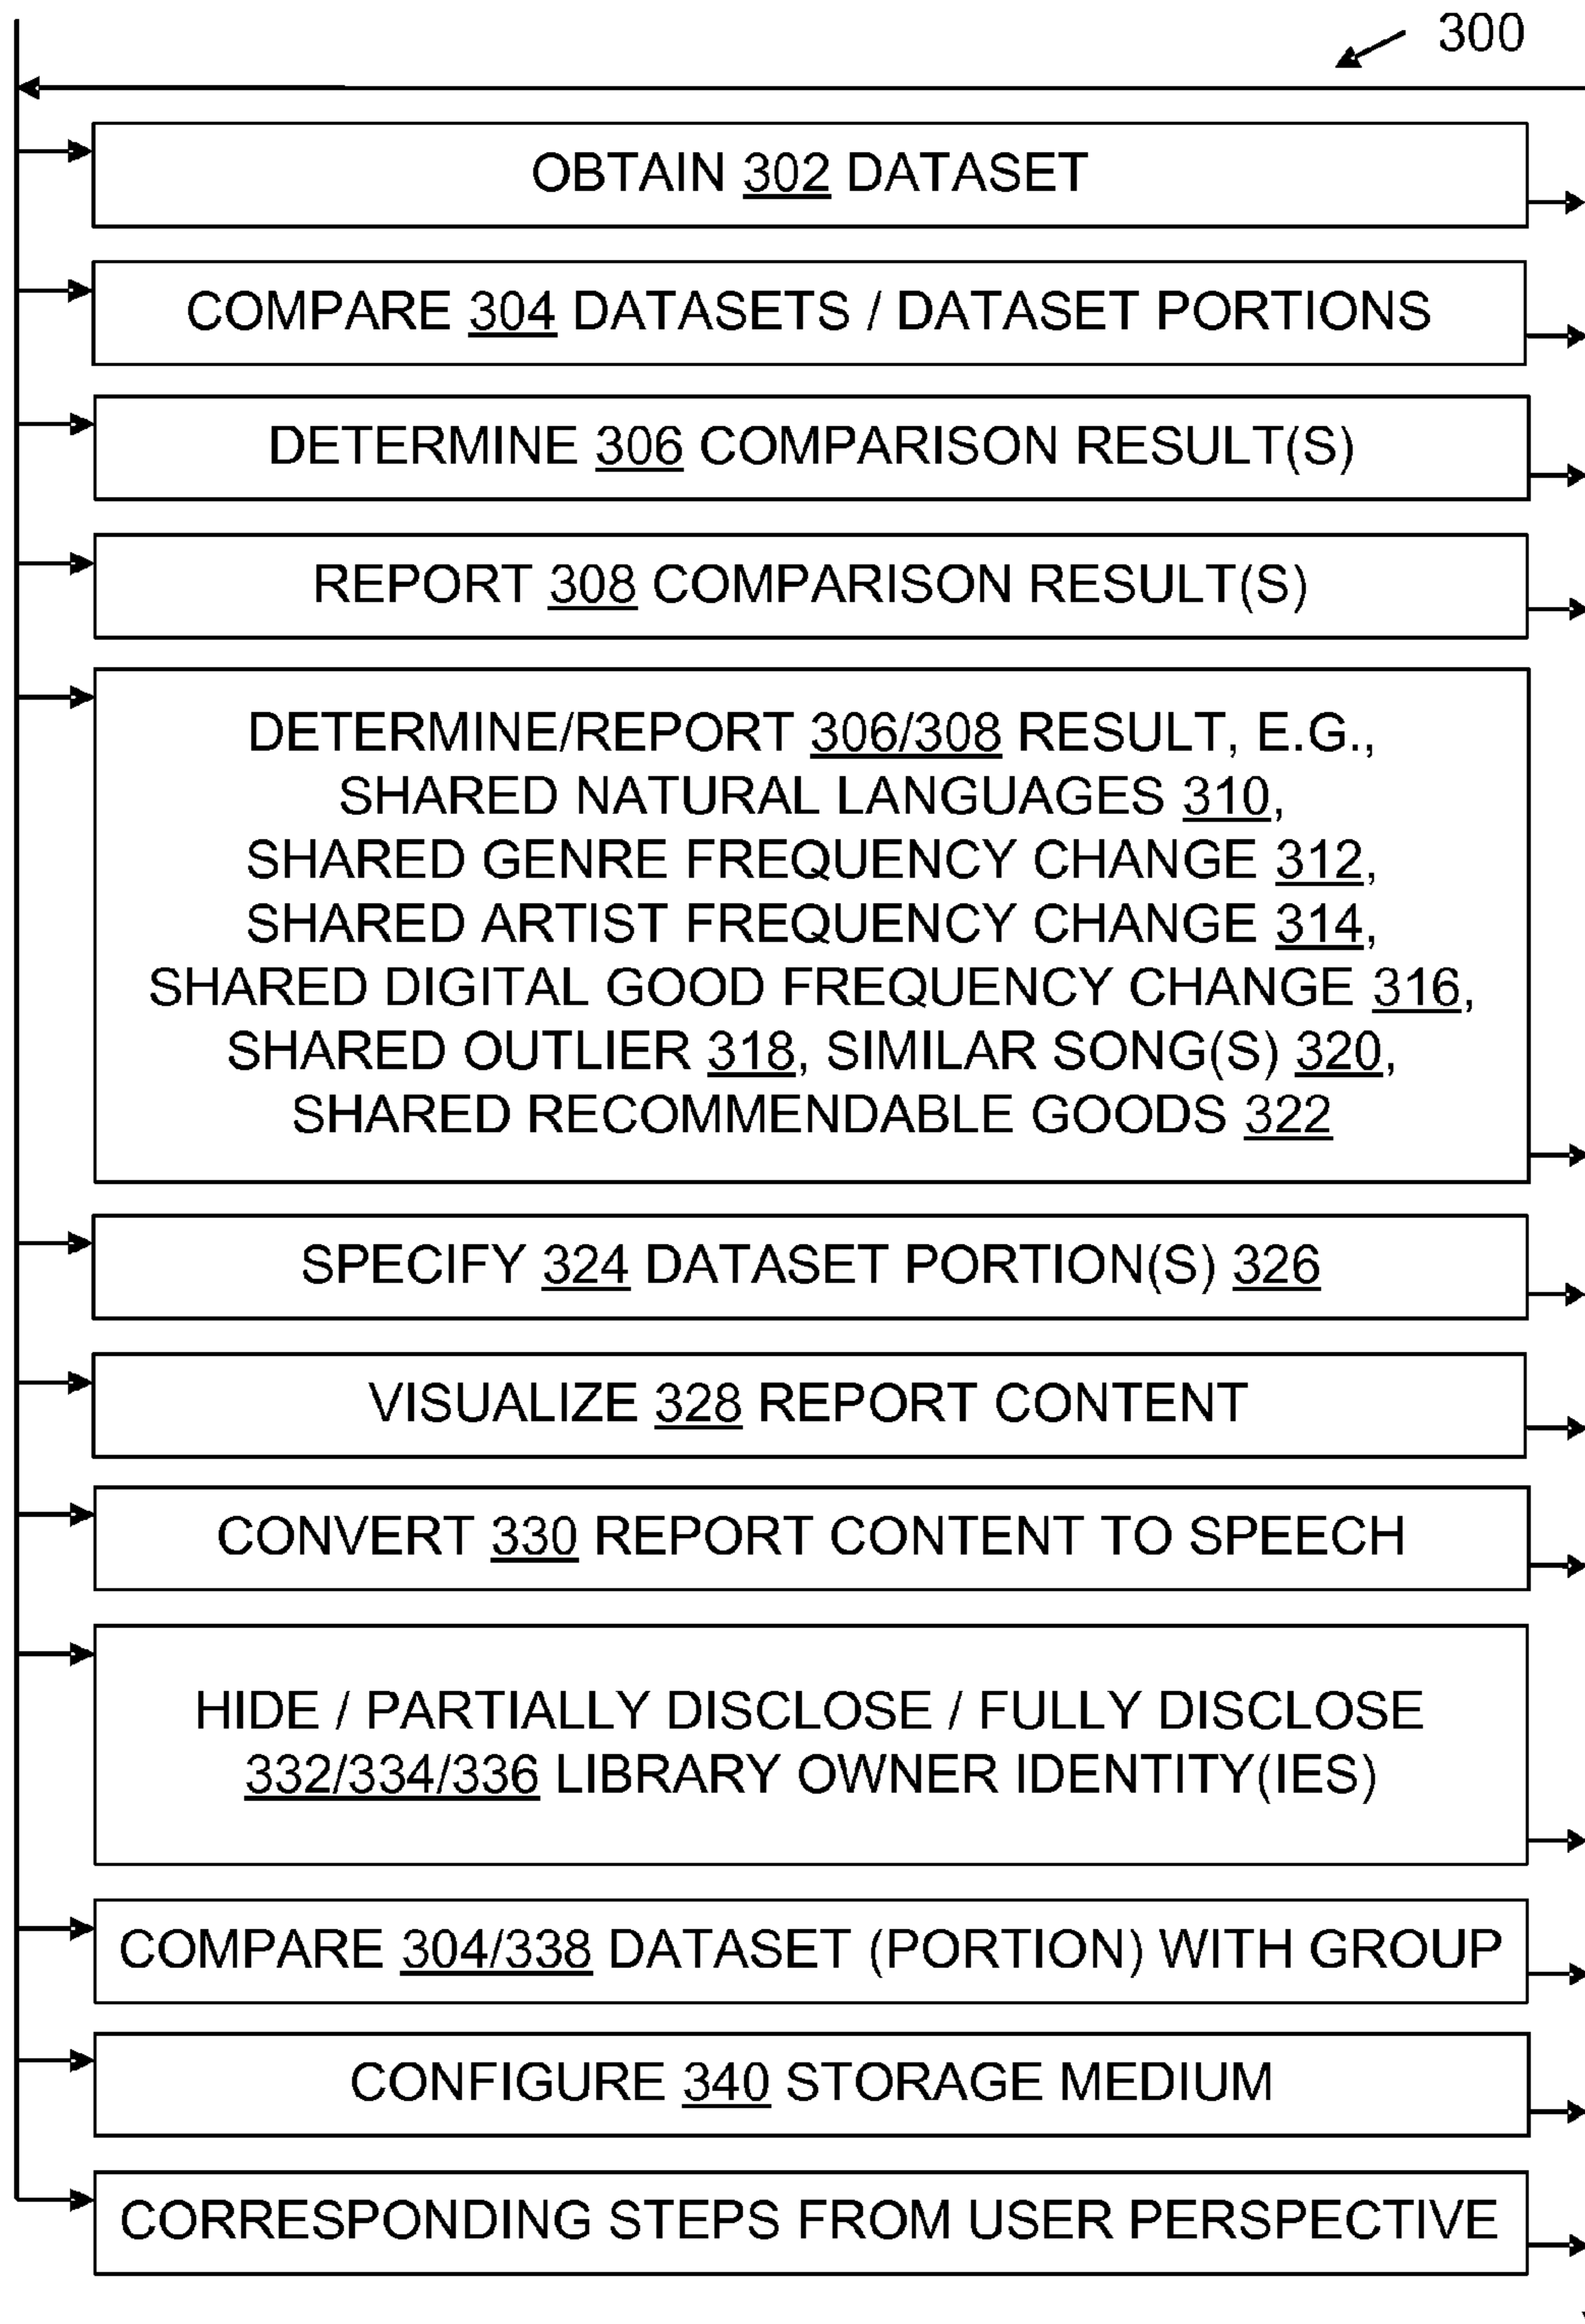 300
OBTAIN 302 DATASET
COMPARE 304 DATASETS / DATASET PORTIONS
DETERMINE 306 COMPARISON RESULT(S)
REPORT 308 COMPARISON RESULT(S)
DETERMINE/REPORT 306/308 RESULT, E.G.,
SHARED NATURAL LANGUAGES 310,
SHARED GENRE FREQUENCY CHANGE 312,
SHARED ARTIST FREQUENCY CHANGE 314,
SHARED DIGITAL GOOD FREQUENCY CHANGE 316,
SHARED OUTLIER 318, SIMILAR SONG(S) 320,
SHARED RECOMMENDABLE GOODS 322
SPECIFY 324 DATASET PORTION(S) 326
VISUALIZE 328 REPORT CONTENT
CONVERT 330 REPORT CONTENT TO SPEECH
HIDE / PARTIALLY DISCLOSE / FULLY DISCLOSE
332/334/336 LIBRARY OWNER IDENTITY(IES)
COMPARE 304/338 DATASET (PORTION) WITH GROUP
CONFIGURE 340 STORAGE MEDIUM
CORRESPONDING STEPS FROM USER PERSPECTIVE